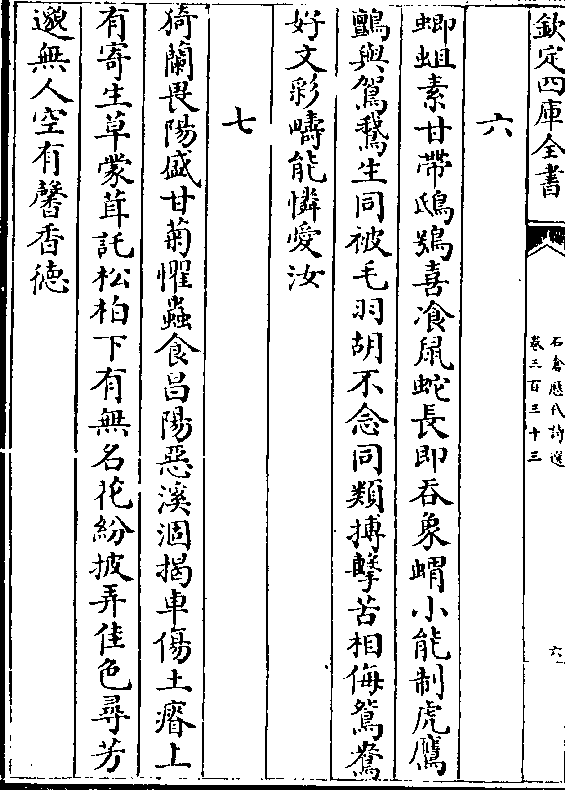 欽定四庫全書
石倉歷代詩選
卷三百三十三
六
六
蝍蛆素甘帶鴟鴞喜飡鼠蛇長即吞象蝟小能制虎鷹
鸇與鴛鵝生同被毛羽胡不念同類搏擊苦相侮鴛鴦
好文彩疇能憐愛汝
七
猗蘭畏陽盛甘菊懼蟲食昌陽惡溪涸揭車傷土瘠上
有寄生草蒙茸託松柏下有無名花紛披弄佳色尋芳
邈無人空有馨香徳